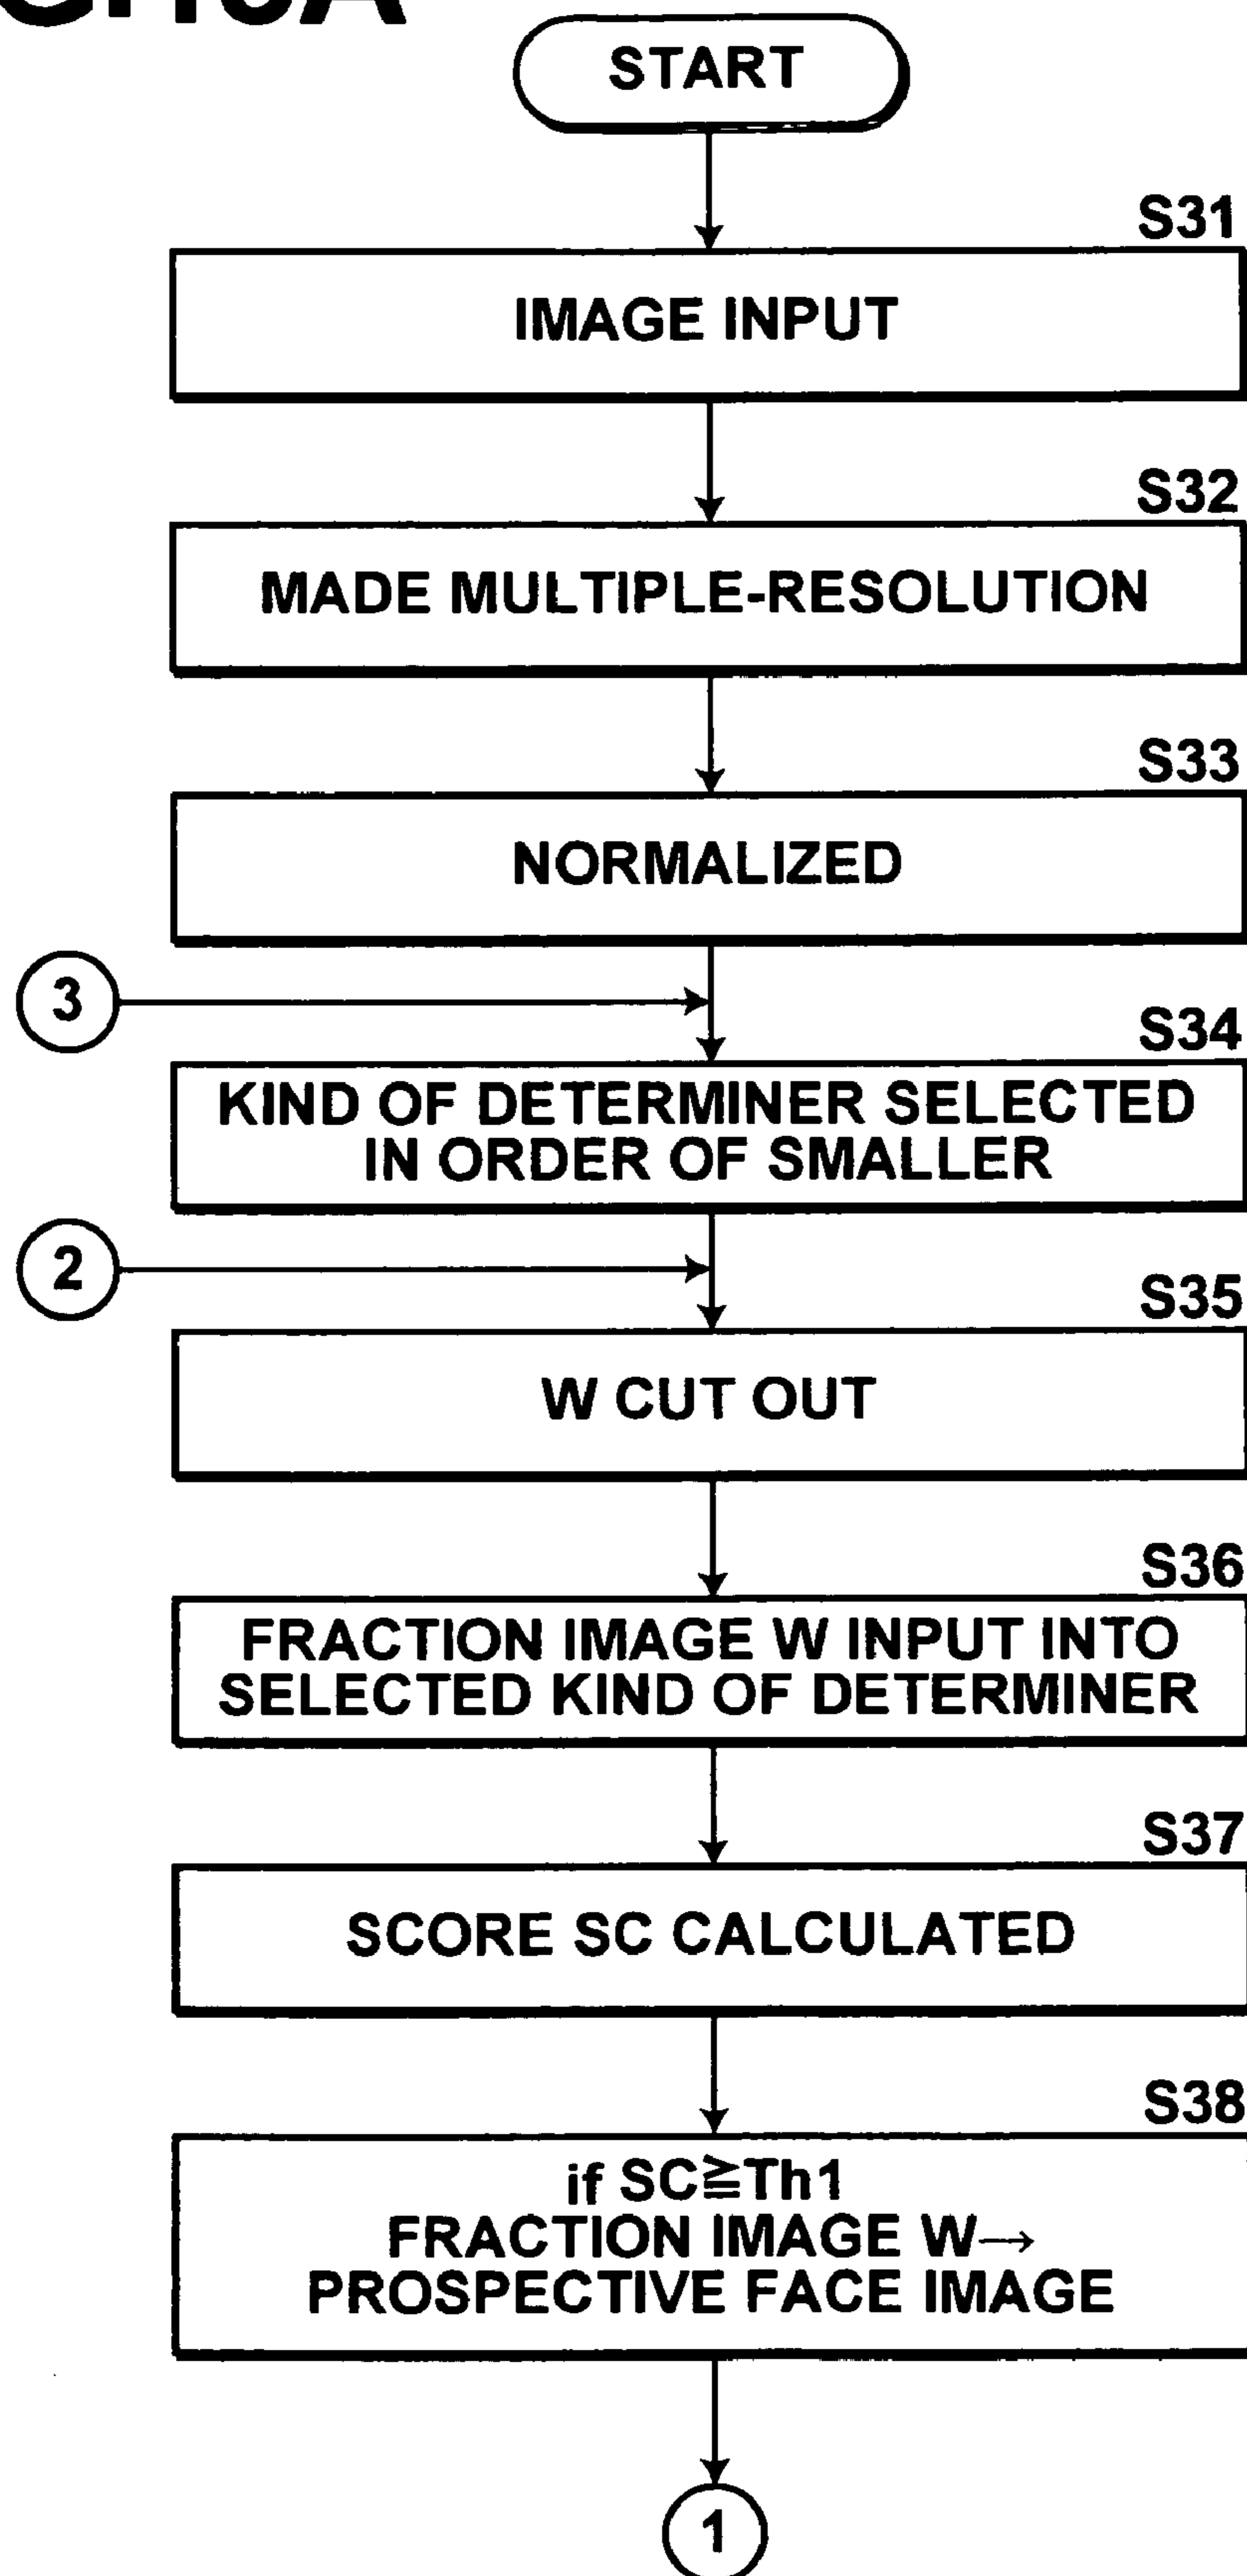 START
S31
IMAGE INPUT
S32
MADE MULTIPLE-RESOLUTION
S33
NORMALIZED
3
S34
KIND OF DETERMINER SELECTED
IN ORDER OF SMALLER
2
S35
W CUT OUT
S36
FRACTION IMAGE W INPUT INTO
SELECTED KIND OF DETERMINER
S37
SCORE SC CALCULATED
S38
if SC≧Th1
FRACTION IMAGE W→
PROSPECTIVE FACE IMAGE
1